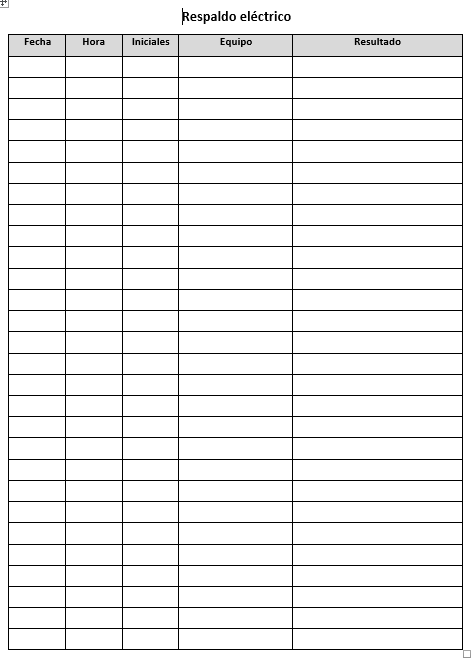 Respaldo eléctrico
Fecha Hora Iniciales Equipo Resultado